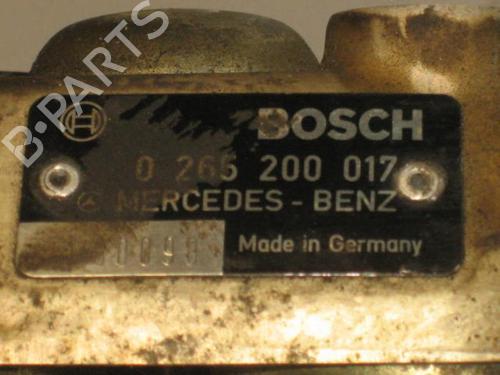 B-PARTS
BOSCH
0 265 200 017
MERCEDES-BENZ
Made in Germany